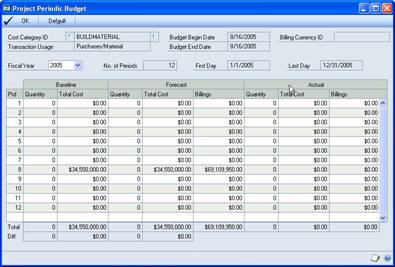 Project Periodic Budget
OK Default
Cost Category ID BUILDMATERIAL Budget Begin Date 8/16/2005 Billing Currency ID
Transaction Usage Purchases/Material Budget End Date 8/16/2005
Fiscal Year 2005 No. of Periods 12 First Day 1/1/2005 Last Day 12/31/2005
Baseline Forecast Actual
Prd Quantity Total Cost Quantity Total Cost Billings Quantity Total Cost Billings
1 0 $0.00 0 $0.00 $0.00 0 $0.00 $0.00
2 0 $0.00 0 $0.00 $0.00 0 $0.00 $0.00
3 0 $0.00 0 $0.00 $0.00 0 $0.00 $0.00
4 0 $0.00 0 $0.00 $0.00 0 $0.00 $0.00
5 0 $0.00 0 $0.00 $0.00 0 $0.00 $0.00
6 0 $0.00 0 $0.00 $0.00 0 $0.00 $0.00
7 0 $0.00 0 $0.00 $0.00 0 $0.00 $0.00
8 0 $34,550,000.00 0 $34,550,000.00 $69,109,950.00 0 $0.00 $0.00
9 0 $0.00 0 $0.00 $0.00 0 $0.00 $0.00
10 0 $0.00 0 $0.00 $0.00 0 $0.00 $0.00
11 0 $0.00 0 $0.00 $0.00 0 $0.00 $0.00
12 0 $0.00 0 $0.00 $0.00 0 $0.00 $0.00
Total 0 $34,550,000.00 0 $34,550,000.00 $69,109,950.00 0 $0.00 $0.00
Diff 0 $0.00 0 $0.00 0 $0.00